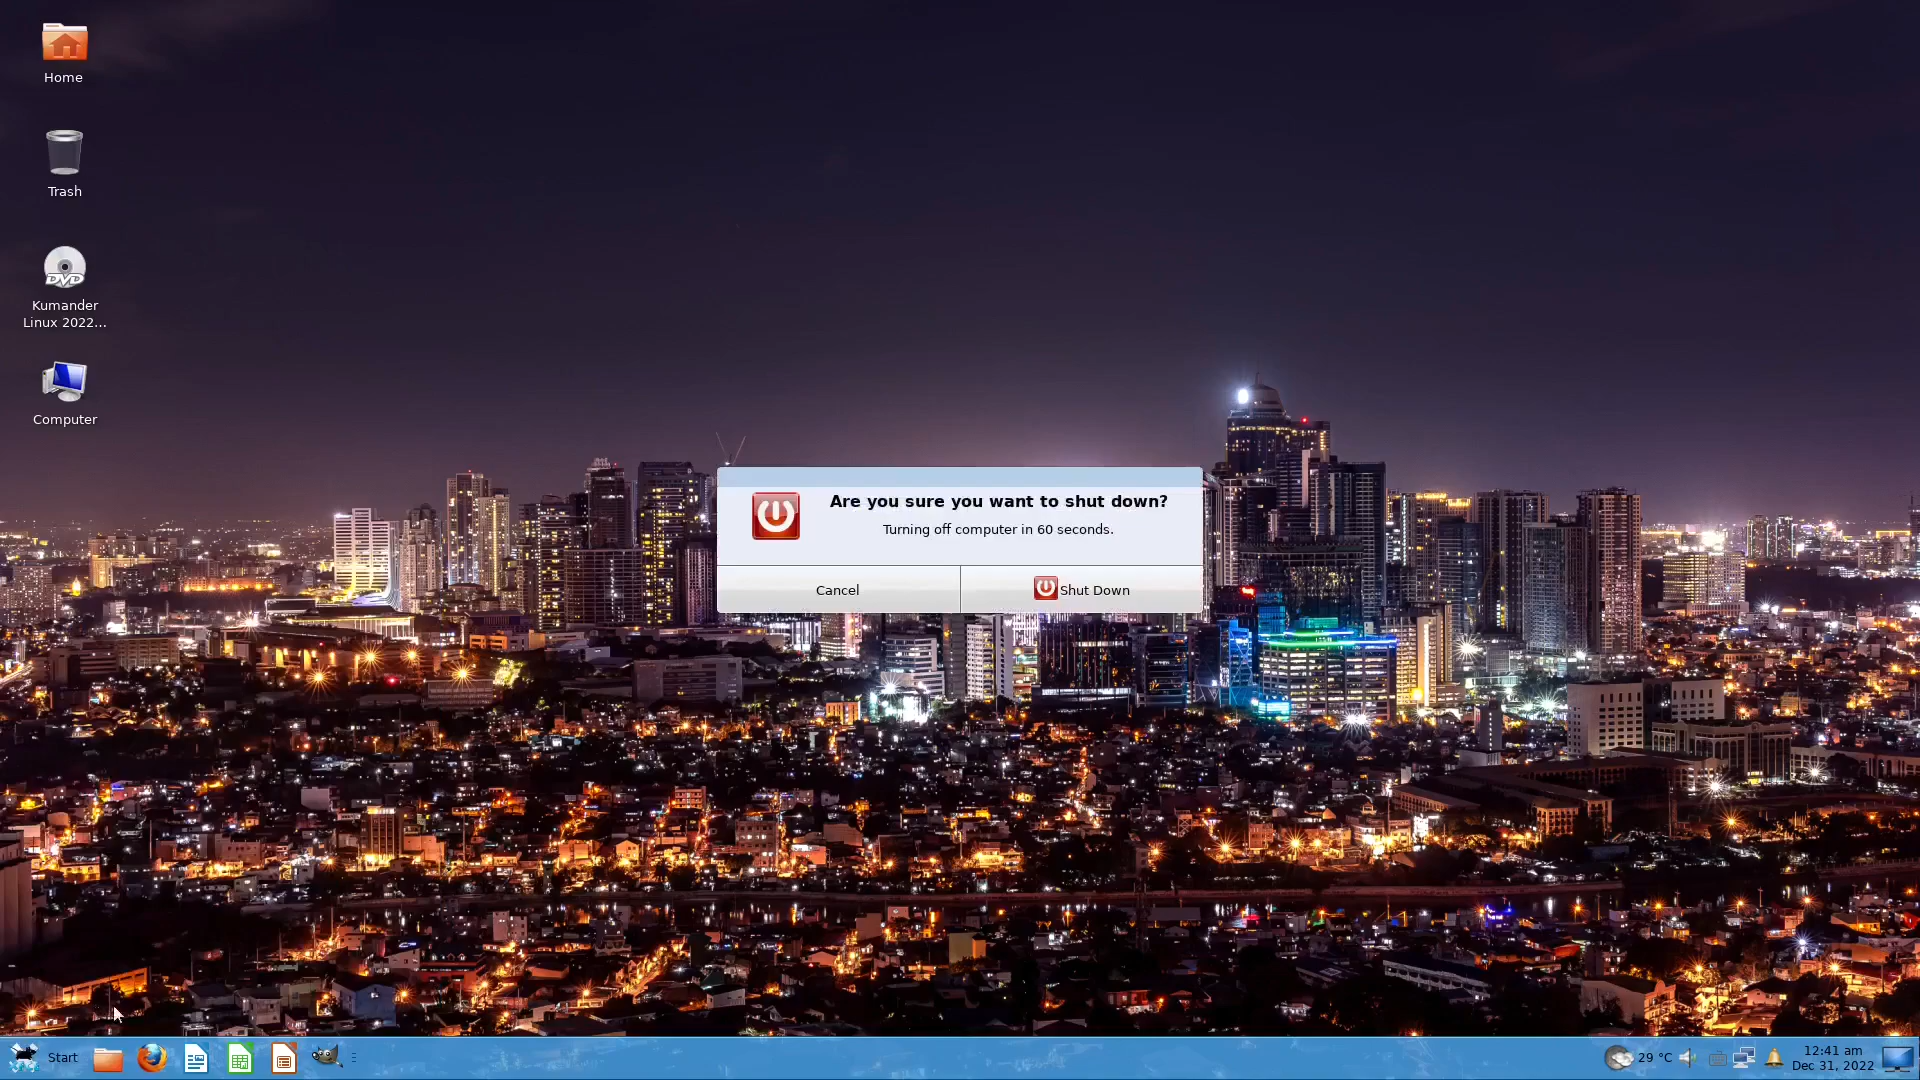 Home
Trash
DVD
Kumander
Linux 2022...
Computer
Are you sure you want to shut down?
Turning off computer in 60 seconds.
Cancel
Shut Down
Start
29 °C
12:41 am
Dec 31, 2022